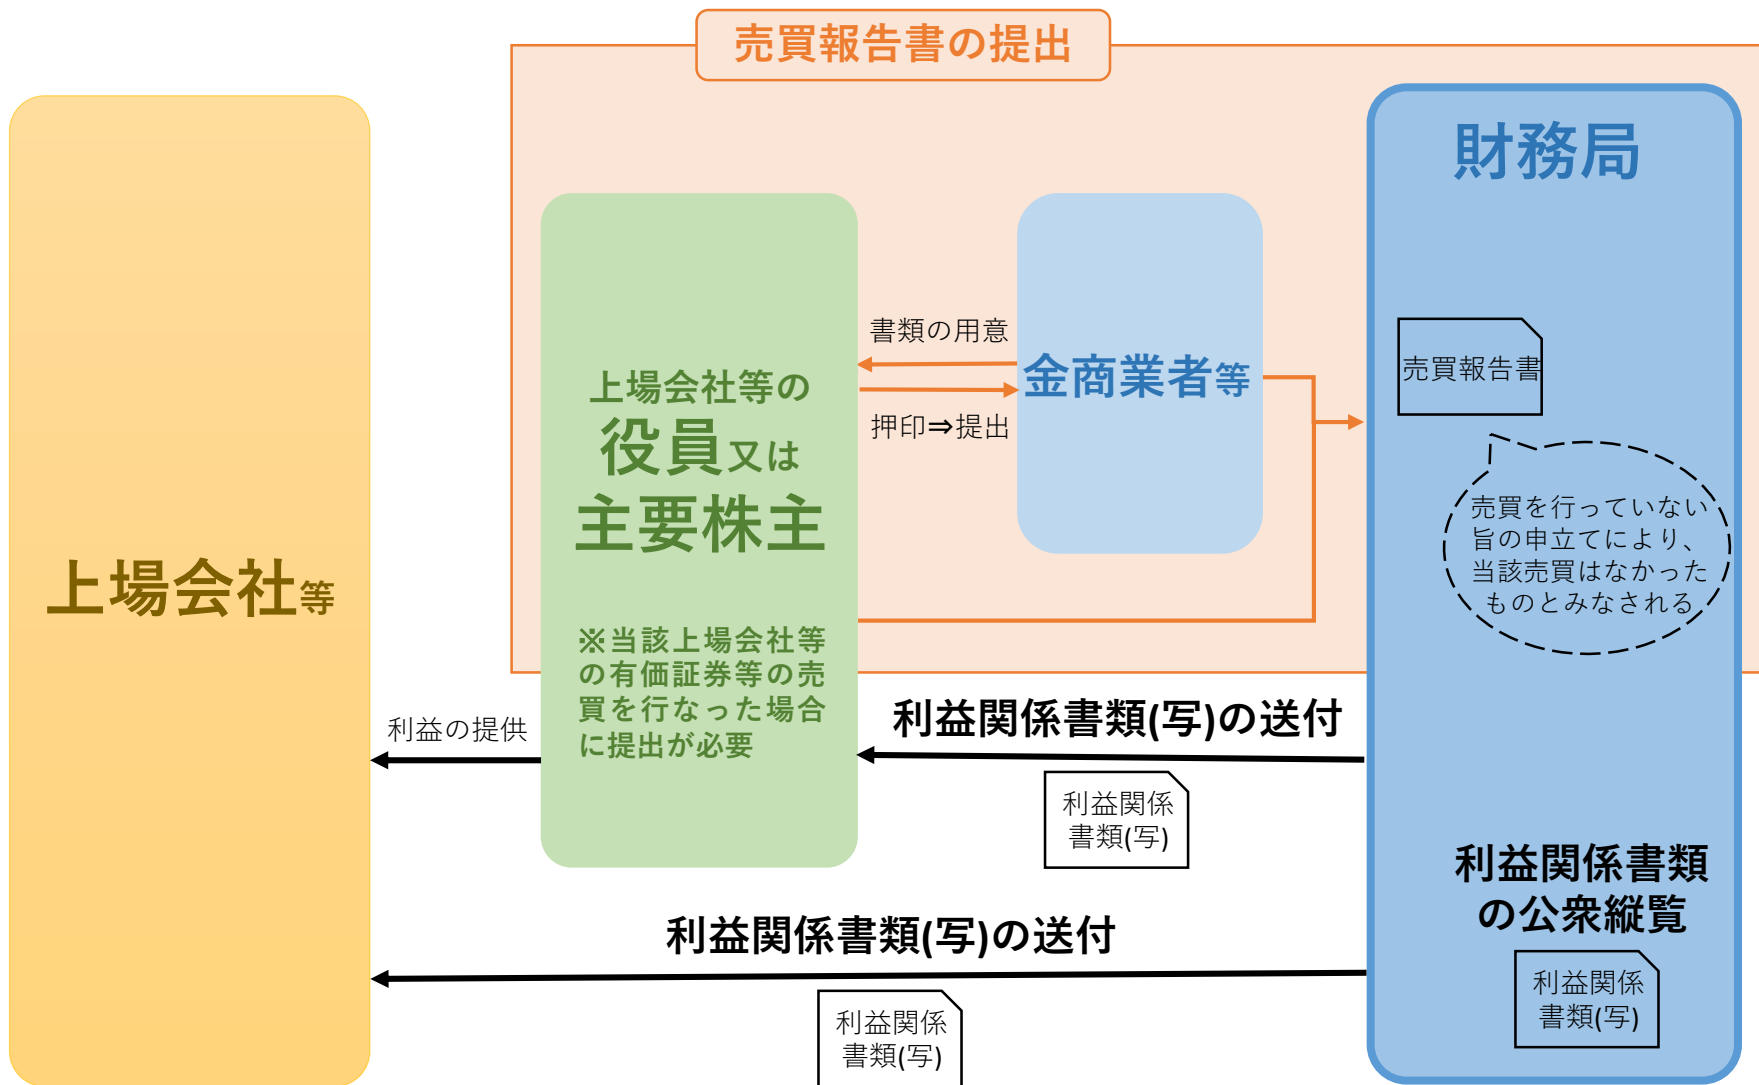 売買報告書の提出
財務局
書類の用意
金商業者等
押印⇒提出
上場会社等の
役員又は
主要株主
※当該上場会社等
の有価証券等の売
買を行なった場合
に提出が必要
売買報告書
売買を行っていない
旨の申立てにより、
当該売買はなかった
ものとみなされる
上場会社等
利益の提供
利益関係書類(写)の送付
利益関係
書類(写)
利益関係書類
の公衆縦覧
利益関係
書類(写)
利益関係書類(写)の送付
利益関係
書類(写)